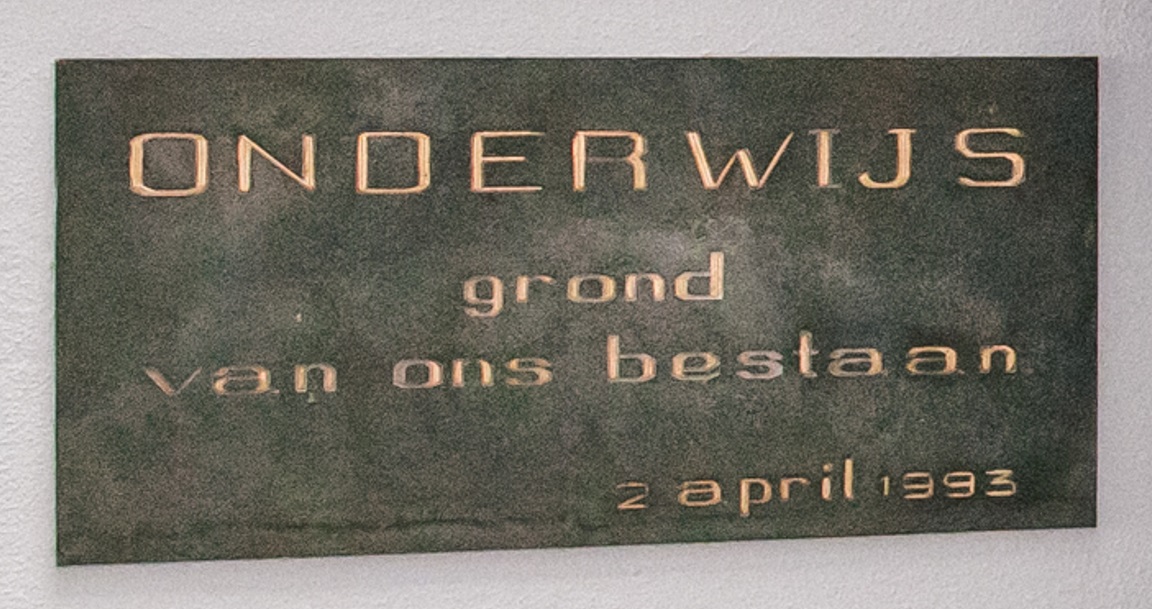 ONDERWIJS
grond
van ons bestaan
2 april 1993